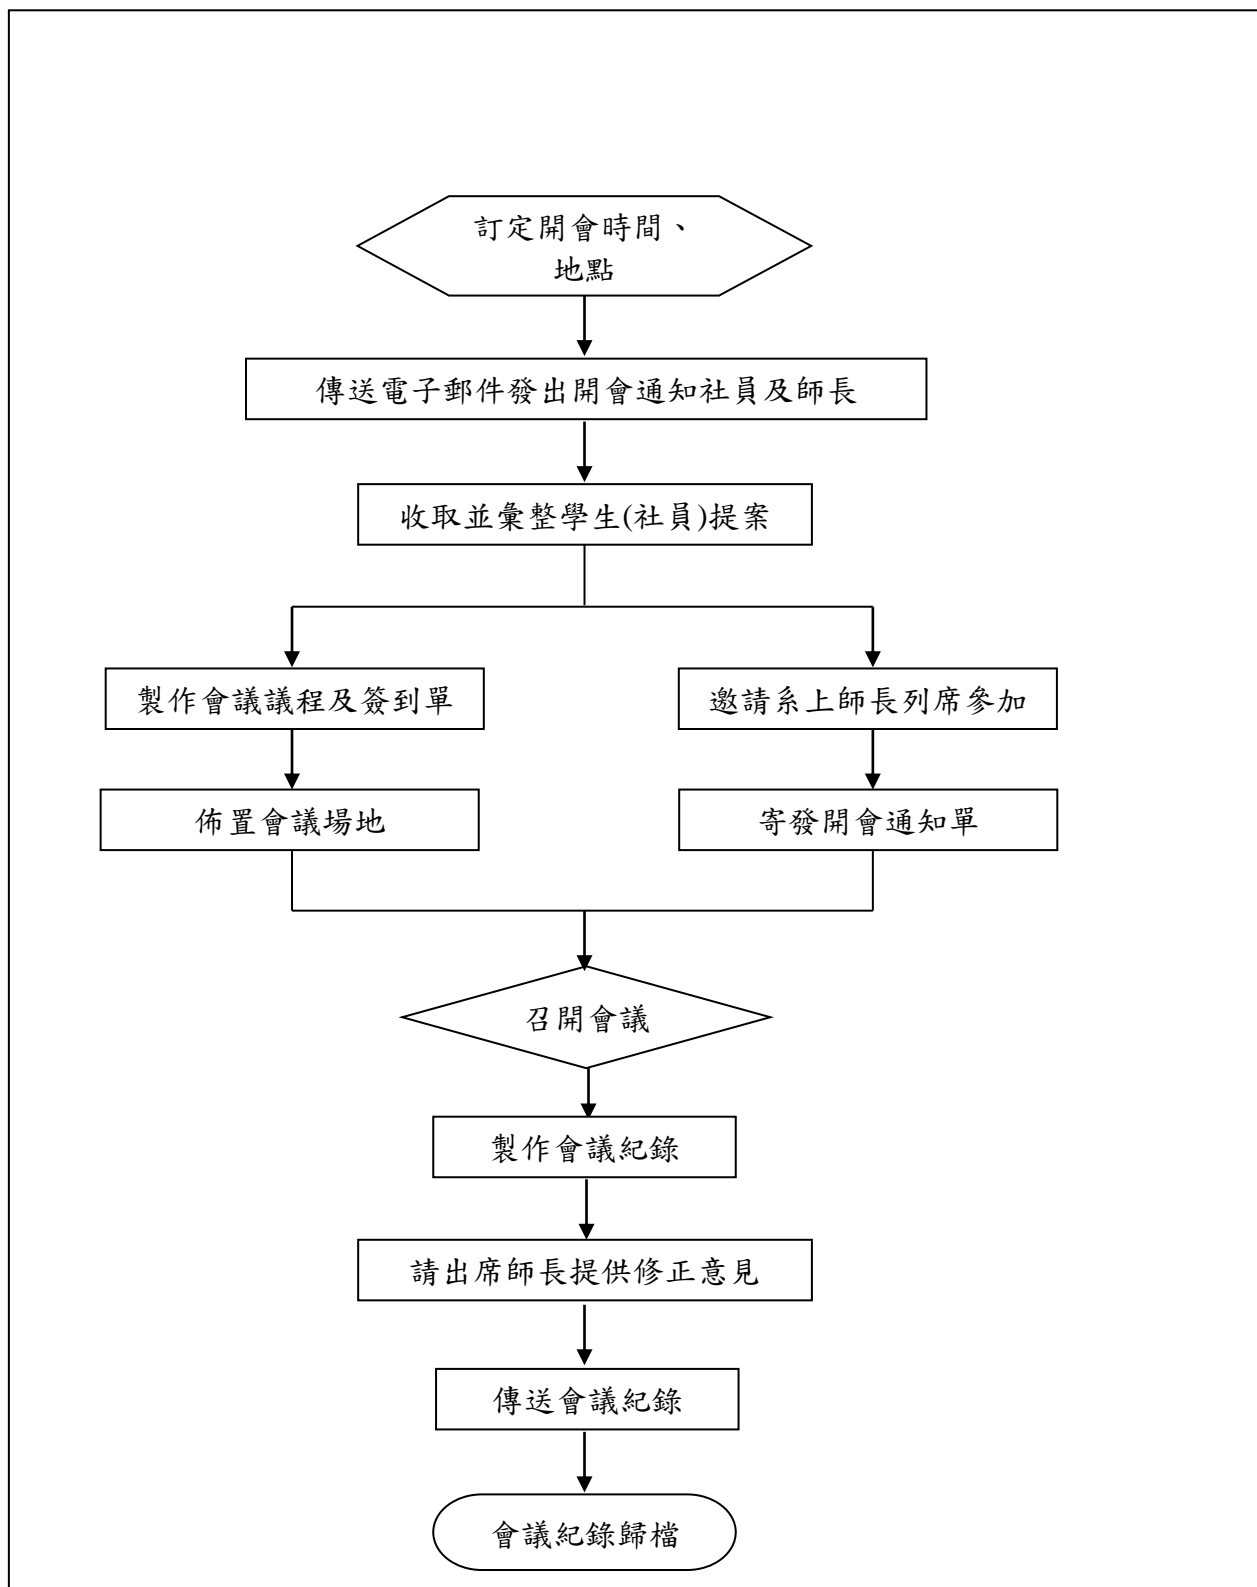 訂定開會時間、
地點
傳送電子郵件發出開會通知社員及師長
收取並彙整學生(社員)提案
製作會議議程及簽到單
邀請系上師長列席參加
佈置會議場地
寄發開會通知單
召開會議
製作會議紀錄
請出席師長提供修正意見
傳送會議紀錄
會議紀錄歸檔